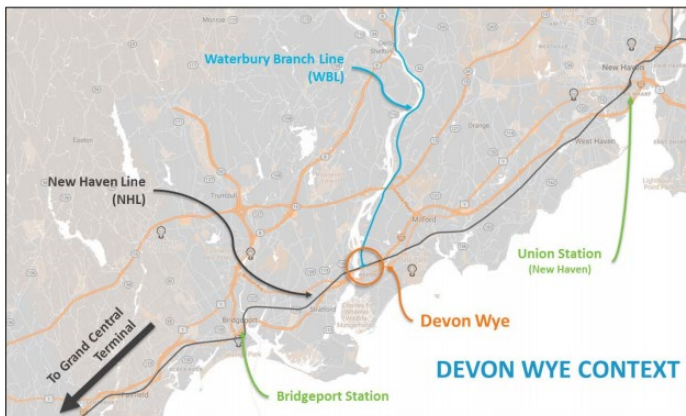 Waterbury Branch Line
(WBL)
New Haven
Orange
West Haven
Easton
Trumbull
New Haven Line
(NHL)
Milford
Union Station
(New Haven)
Devon Wye
Stratford
Bridgeport
To Grand Central
Terminal
Fairfield
Bridgeport Station
DEVON WYE CONTEXT